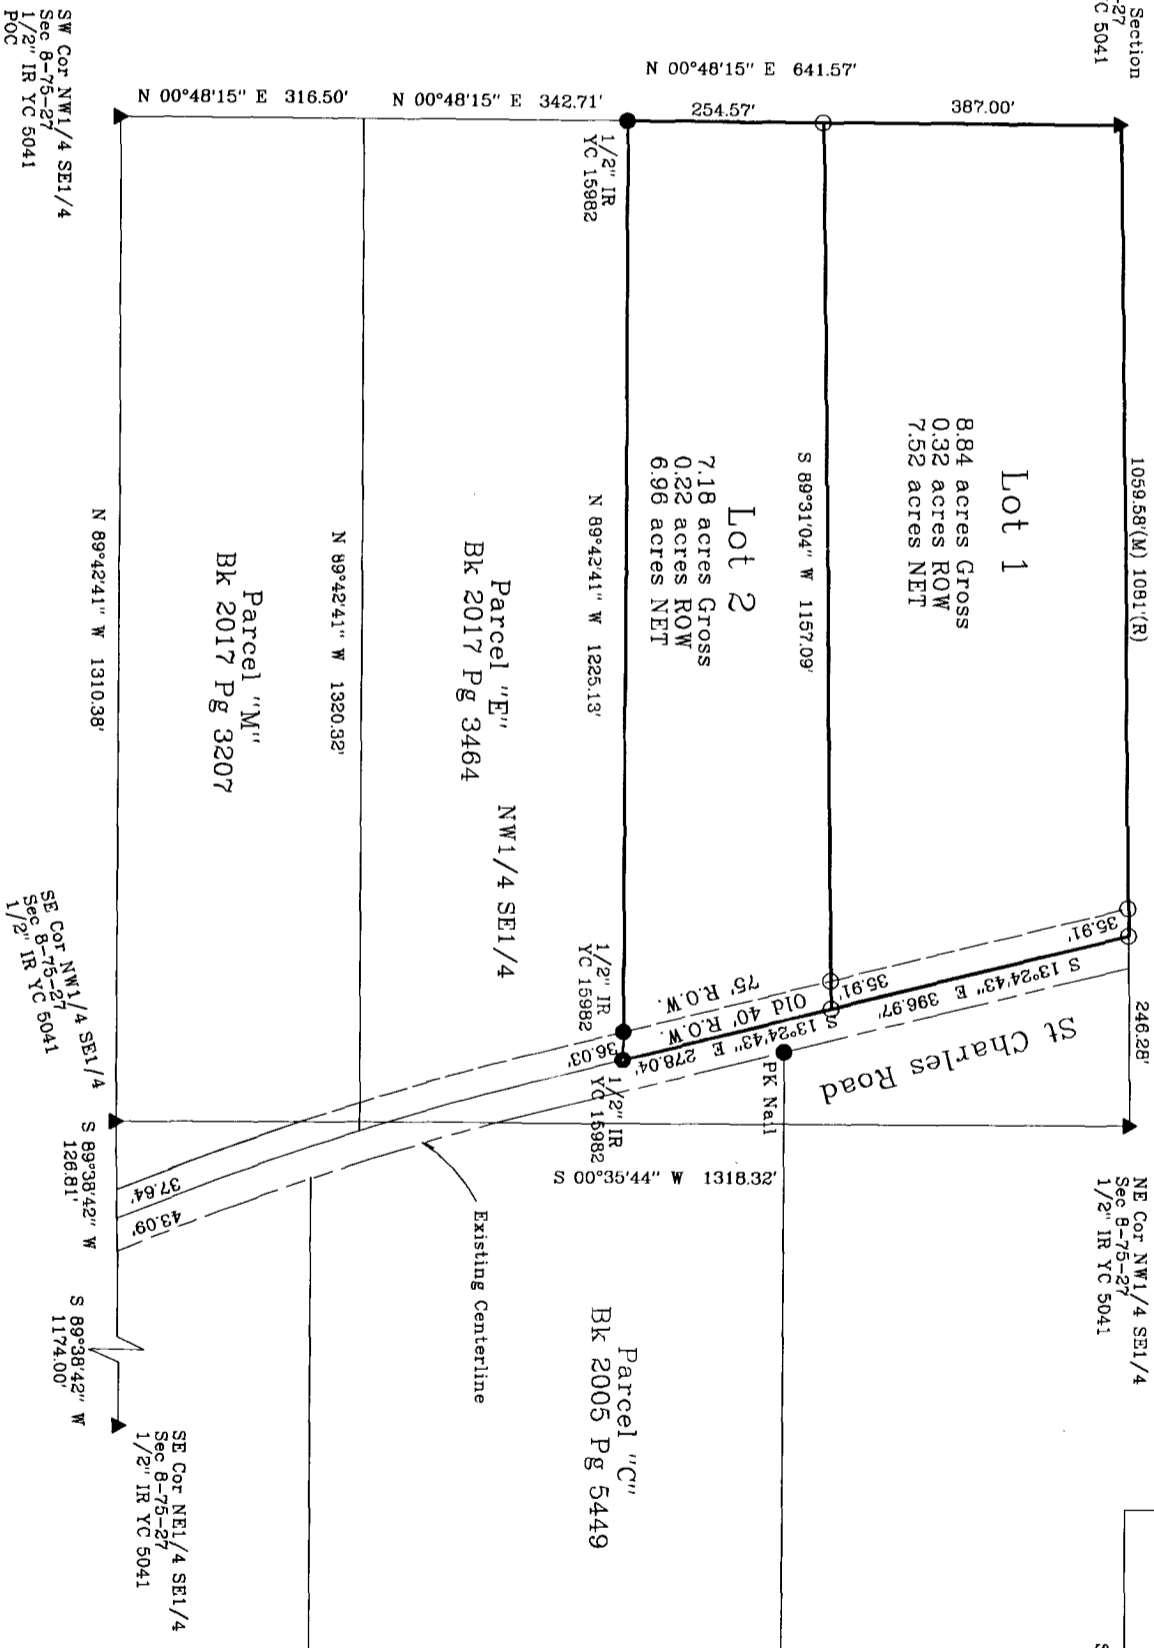 Section
-27
C 5041
N 00°48'15" E 641.57'
254.57'
387.00'
N 00°48'15" E 316.50'
N 00°48'15" E 342.71'
SW Cor NW1/4 SE1/4
Sec 8-75-27
1/2" IR YC 5041
POC
1/2" IR
YC 15982
1059.58'(M) 1081'(R)
246.28'
Lot 1
8.84 acres Gross
0.32 acres ROW
7.52 acres NET
S 89°31'04" W 1157.09'
Lot 2
7.18 acres Gross
0.22 acres ROW
6.96 acres NET
N 89°42'41" W 1225.13'
Parcel "E"
Bk 2017 Pg 3464
NW1/4 SE1/4
N 89°42'41" W 1320.32'
Parcel "M"
Bk 2017 Pg 3207
N 89°42'41" W 1310.38'
35.91'
S 13°24'43" E 396.97'
35.91'
75' R.O.W.
Old 40' R.O.W.
S 13°24'43" E 278.04'
36.03'
1/2" IR
YC 15982
1/2" IR
YC 15982
PK Nail
St Charles Road
SE Cor NW1/4 SE1/4
Sec 8-75-27
1/2" IR YC 5041
S 00°35'44" W 1318.32'
NE Cor NW1/4 SE1/4
Sec 8-75-27
1/2" IR YC 5041
37.64'
43.09'
S 89°38'42" W
126.81'
Existing Centerline
Parcel "C"
Bk 2005 Pg 5449
S 89°38'42" W
1174.00'
SE Cor NE1/4 SE1/4
Sec 8-75-27
1/2" IR YC 5041